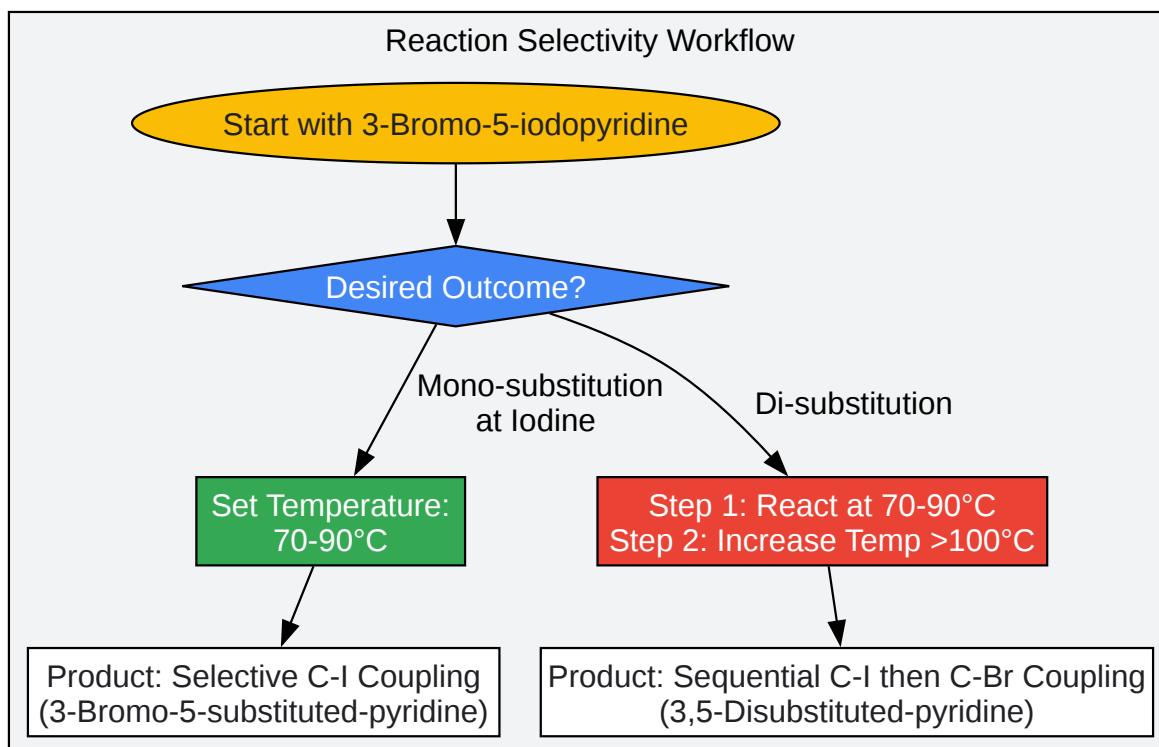 Reaction Selectivity Workflow
Start with 3-Bromo-5-iodopyridine
Desired Outcome?
Mono-substitution
at Iodine
Di-substitution
Set Temperature:
70-90°C
Step 1: React at 70-90°C
Step 2: Increase Temp >100°C
Product: Selective C-I Coupling
(3-Bromo-5-substituted-pyridine)
Product: Sequential C-I then C-Br Coupling
(3,5-Disubstituted-pyridine)